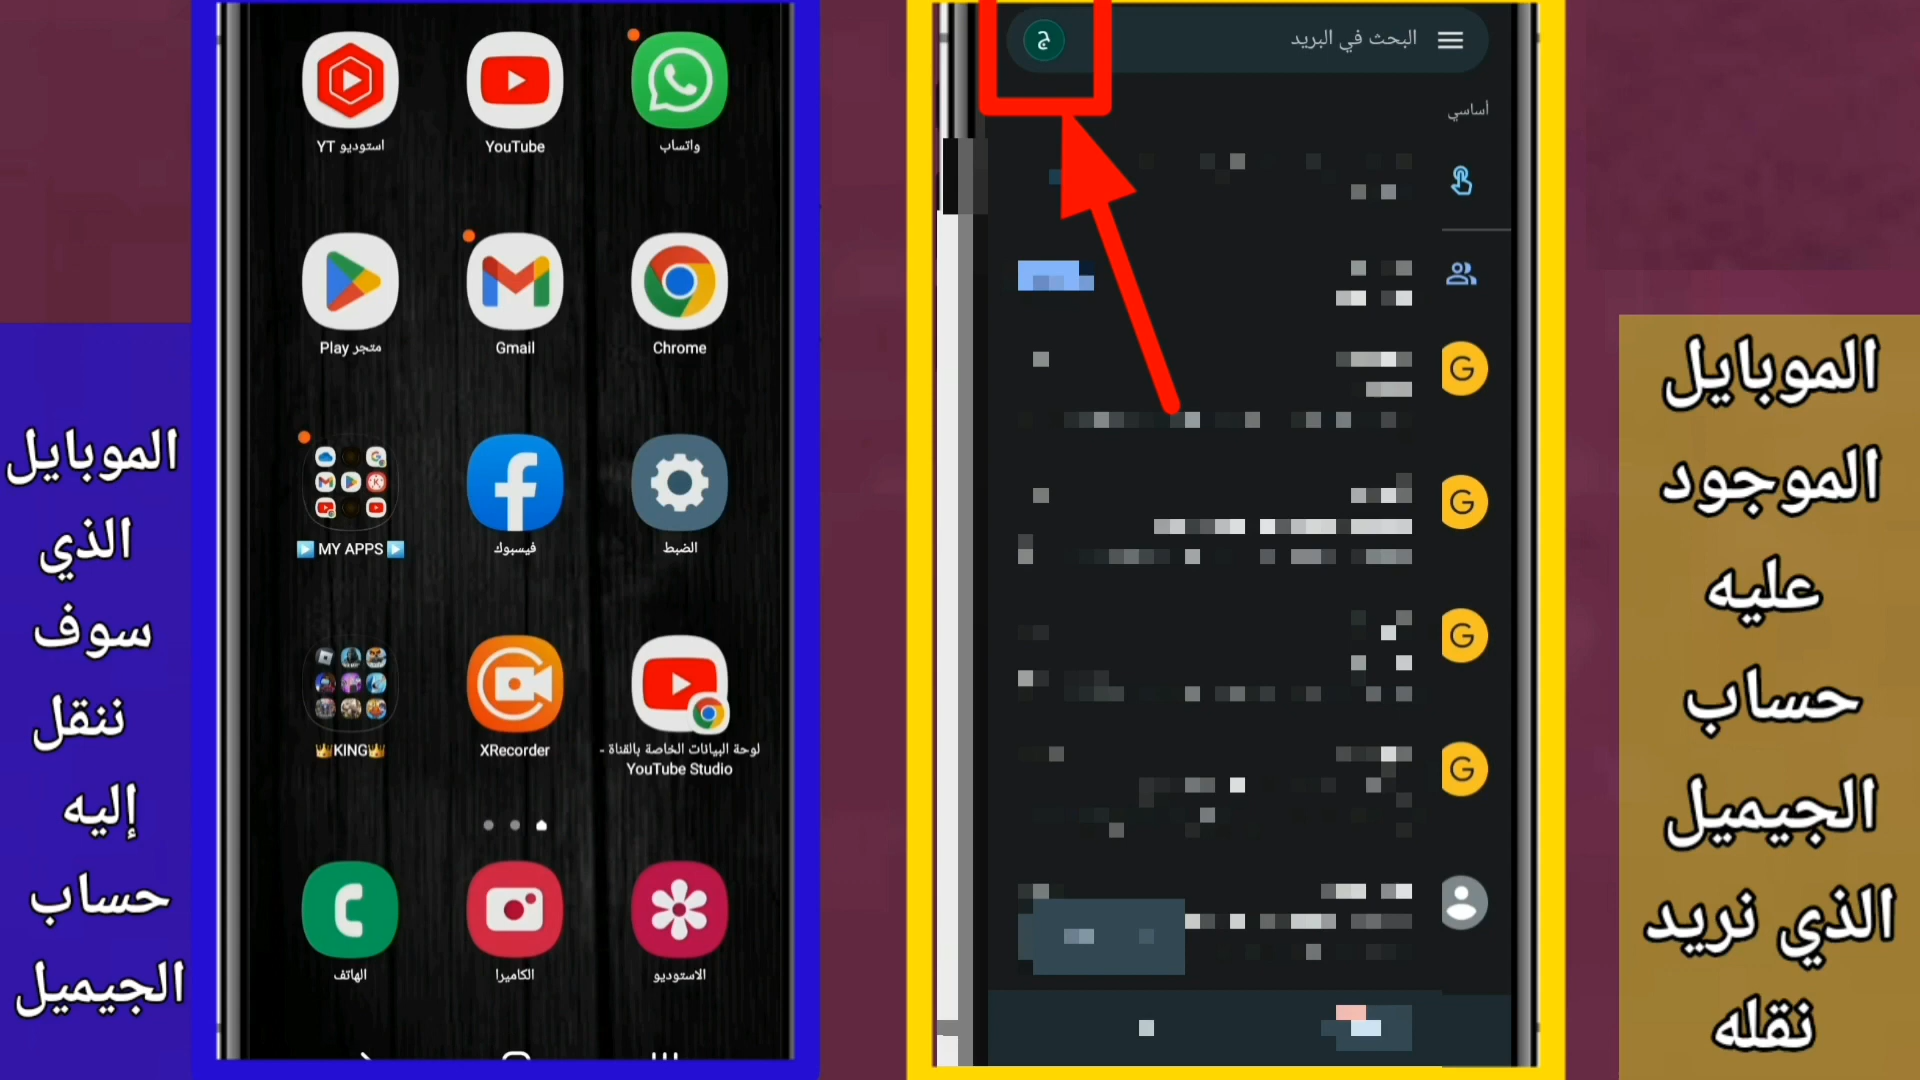 البحث في البريد
ج
أساسي
الموبايل
الموجود
عليه
حساب
الجيميل
الذي نريد
نقله
واتساب
YouTube
استوديو YT
Chrome
Gmail
متجر Play
الضبط
فيسبوك
MY APPS
لوحة البيانات الخاصة بالقناة -
YouTube Studio
XRecorder
KING
الاستوديو
الكاميرا
الهاتف
الموبايل
الذي
سوف
ننقل
إليه
حساب
الجيميل